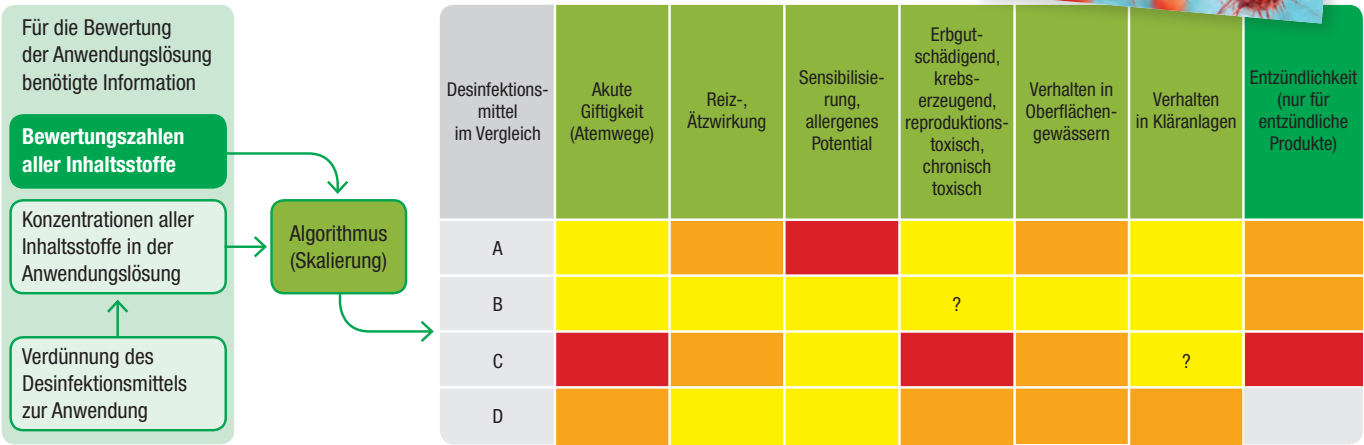 Für die Bewertung
der Anwendungslösung
benötigte Information
Bewertungszahlen
aller Inhaltsstoffe
Konzentrationen aller
Inhaltsstoffe in der
Anwendungslösung
Verdünnung des
Desinfektionsmittels
zur Anwendung
Algorithmus
(Skalierung)
Desinfektions-
mittel
im Vergleich
Akute
Giftigkeit
(Atemwege)
Reiz-,
Ätzwirkung
Sensibilisie-
rung,
allergenes
Potential
Erbgut-
schädigend,
krebs-
erzeugend,
reproduktions-
toxisch,
chronisch
toxisch
Verhalten in
Oberflächen-
gewässern
Verhalten
in Kläranlagen
Entzündlichkeit
(nur für
entzündliche
Produkte)
A
B
?
C
?
D